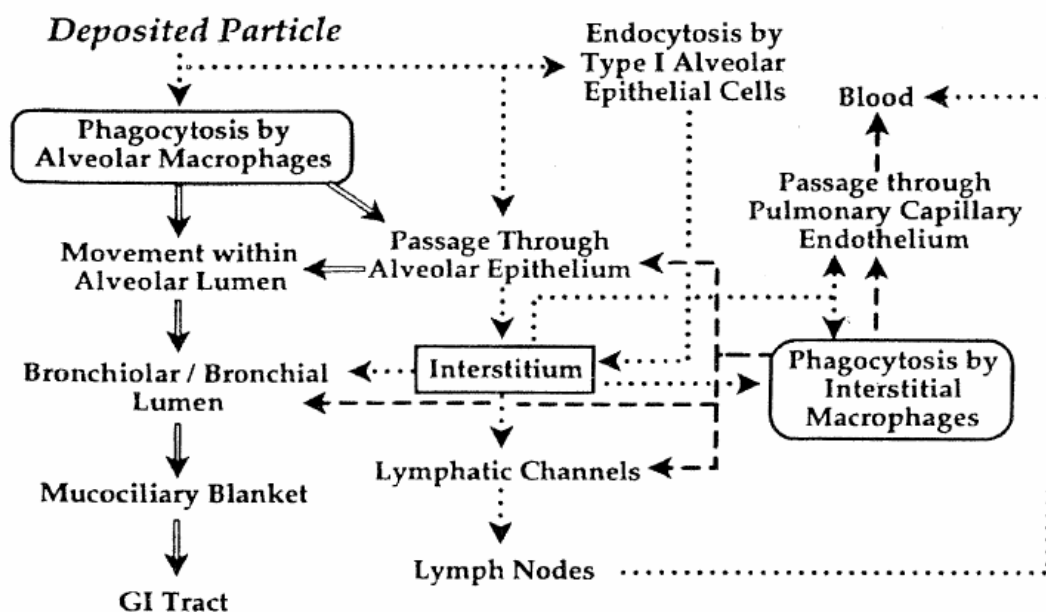 Deposited Particle
Endocytosis by
Type I Alveolar
Epithelial Cells
Blood
Phagocytosis by
Alveolar Macrophages
Passage through
Pulmonary Capillary
Endothelium
Movement within
Alveolar Lumen
Passage Through
Alveolar Epithelium
Bronchiolar / Bronchial
Lumen
Interstitium
Phagocytosis by
Interstitial
Macrophages
Lymphatic Channels
Mucociliary Blanket
Lymph Nodes
GI Tract